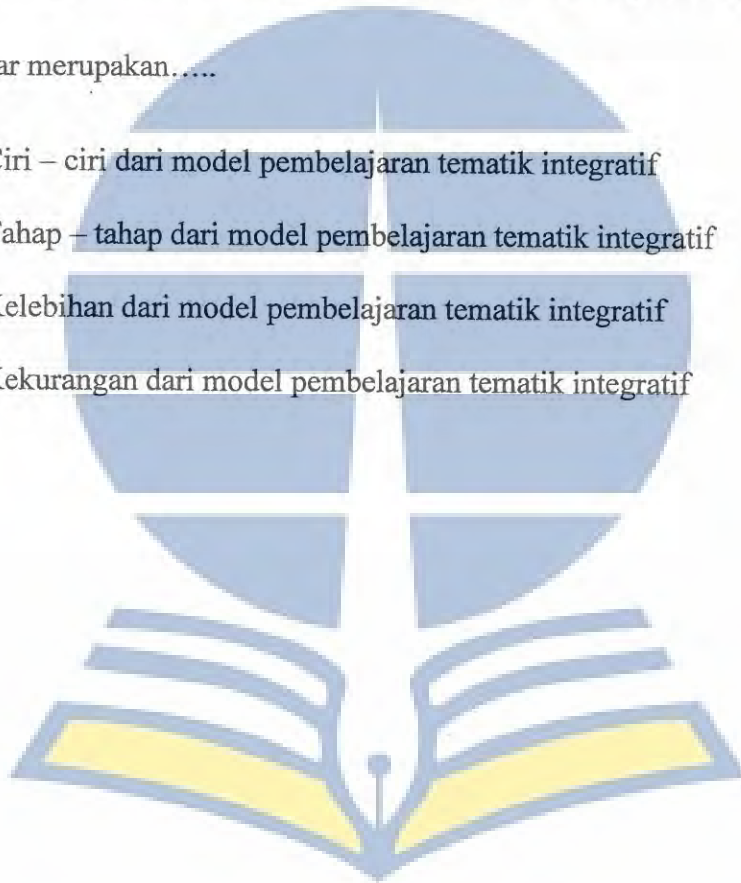 ar merupakan.....
Ciri – ciri dari model pembelajaran tematik integratif
Tahap – tahap dari model pembelajaran tematik integratif
Kelebihan dari model pembelajaran tematik integratif
Kekurangan dari model pembelajaran tematik integratif